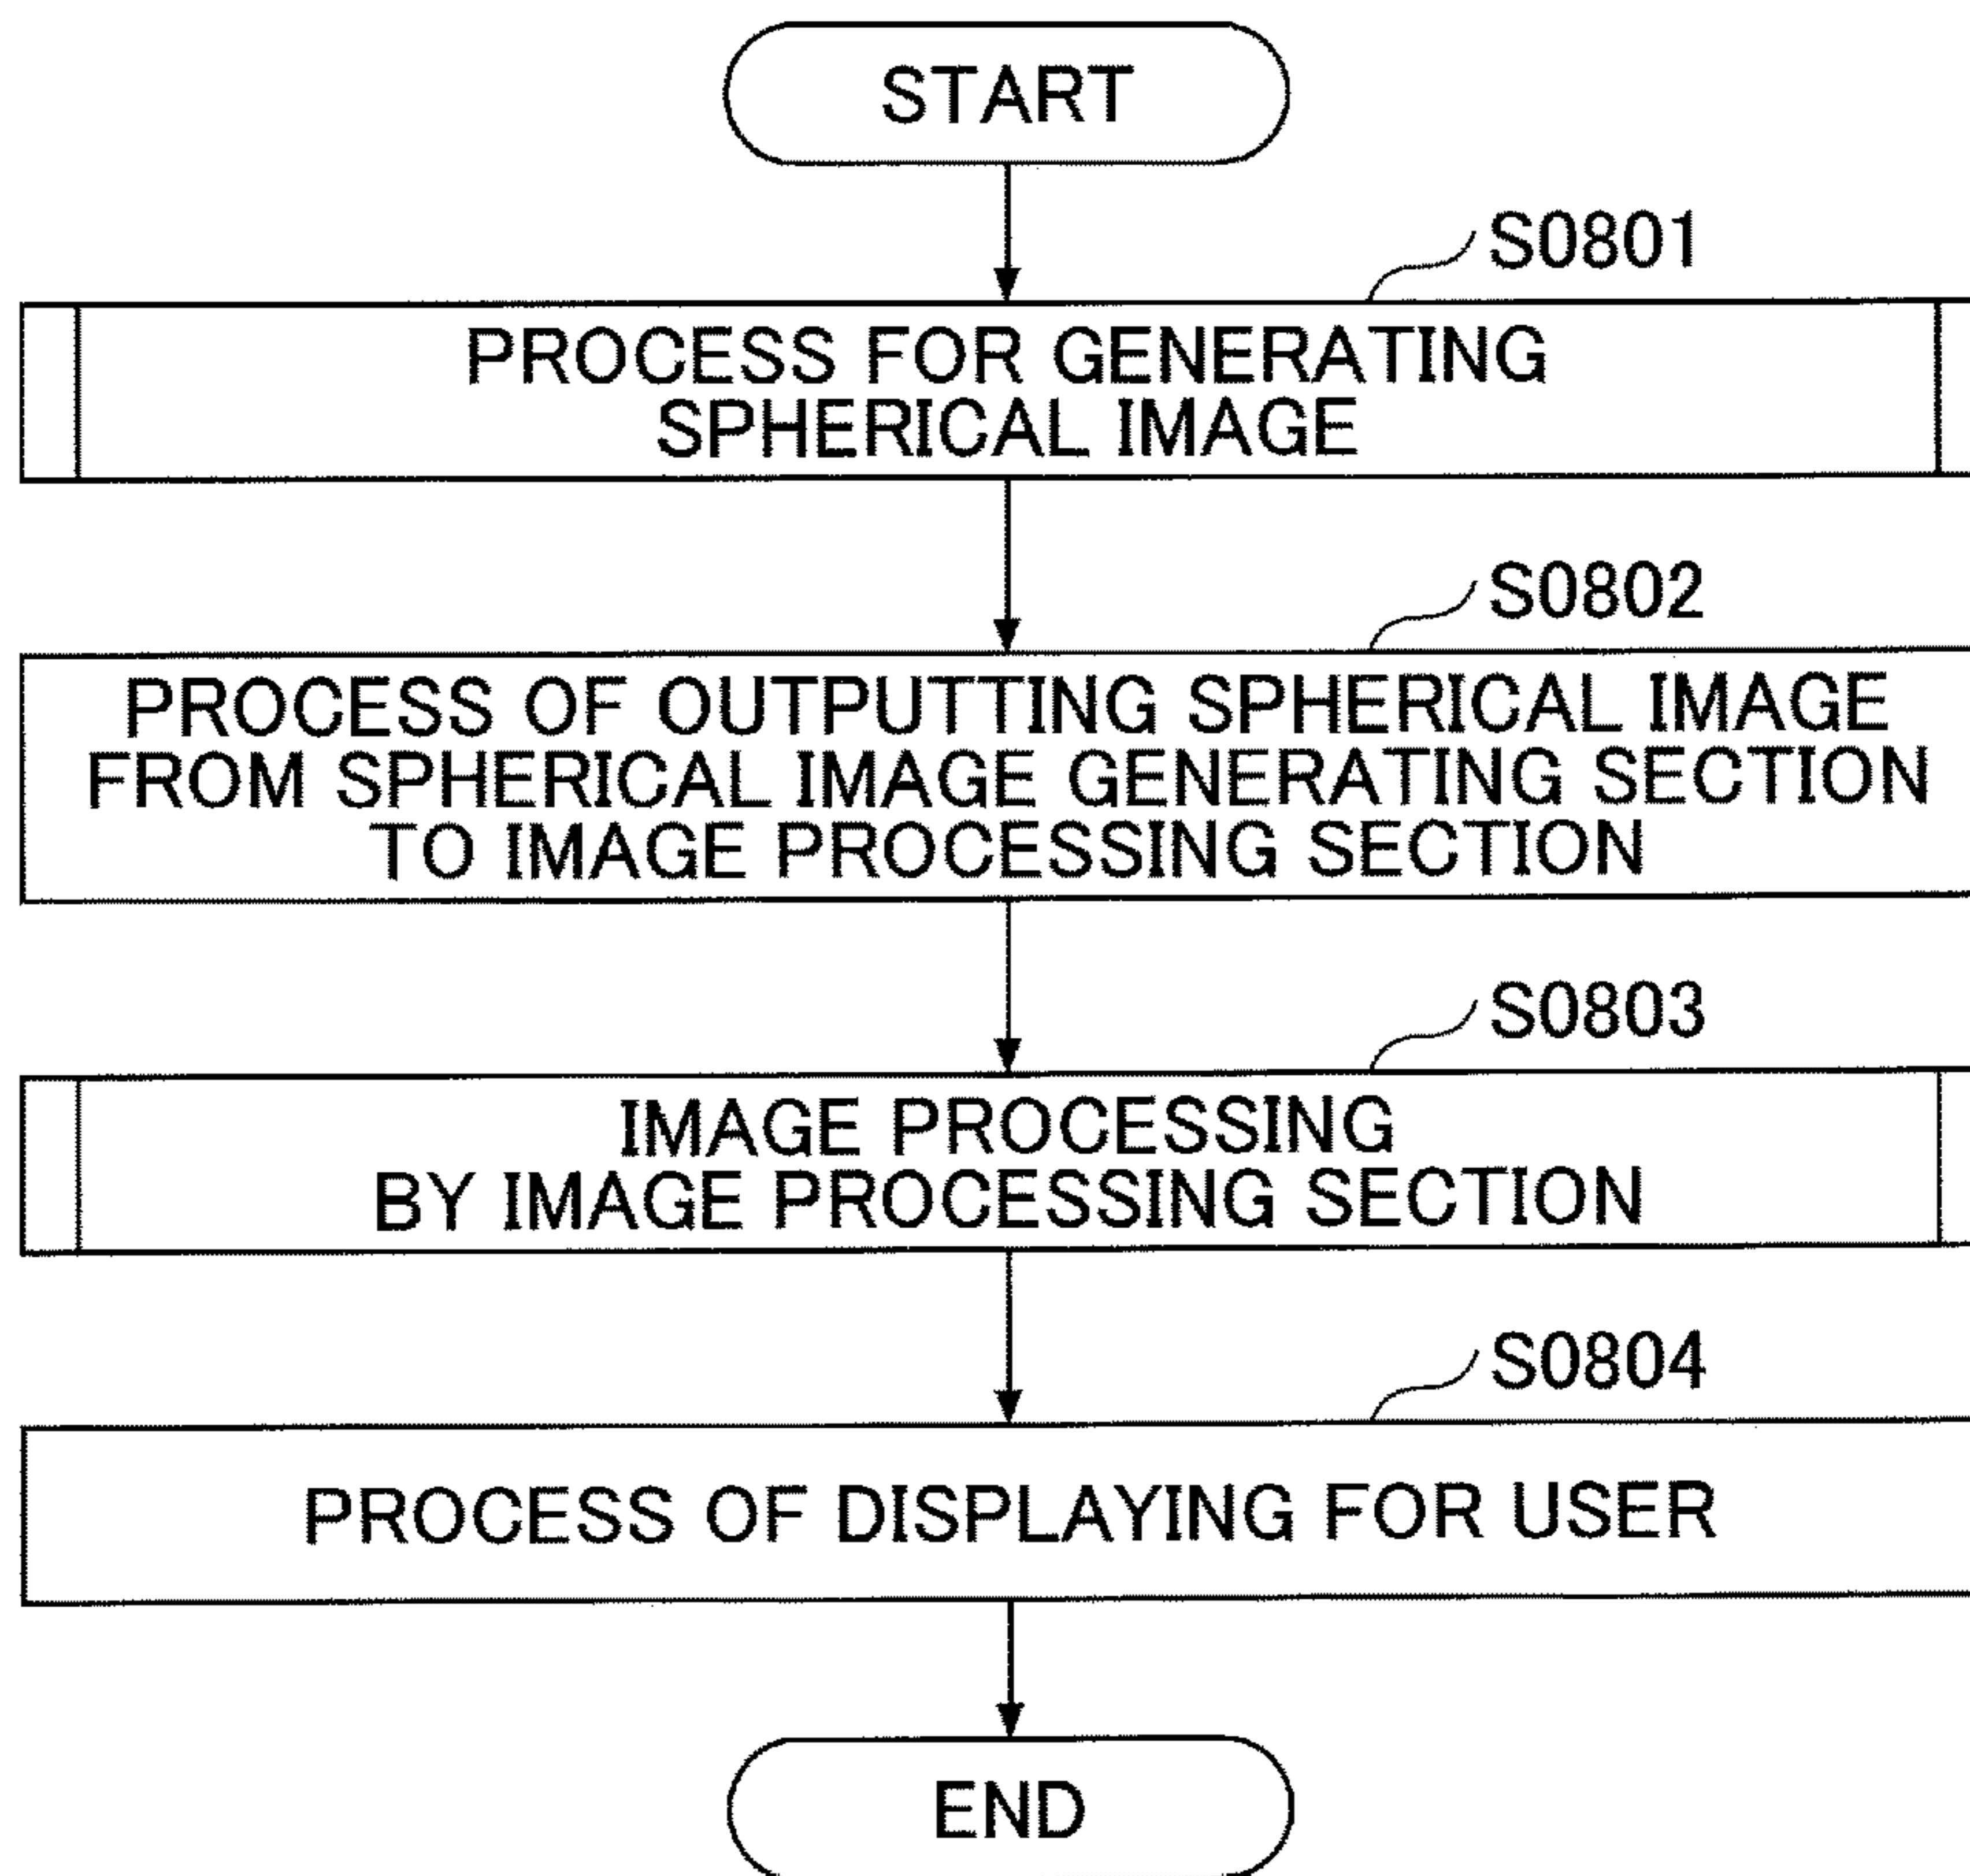 START
S0801
PROCESS FOR GENERATING
SPHERICAL IMAGE
S0802
PROCESS OF OUTPUTTING SPHERICAL IMAGE
FROM SPHERICAL IMAGE GENERATING SECTION
TO IMAGE PROCESSING SECTION
S0803
IMAGE PROCESSING
BY IMAGE PROCESSING SECTION
S0804
PROCESS OF DISPLAYING FOR USER
END